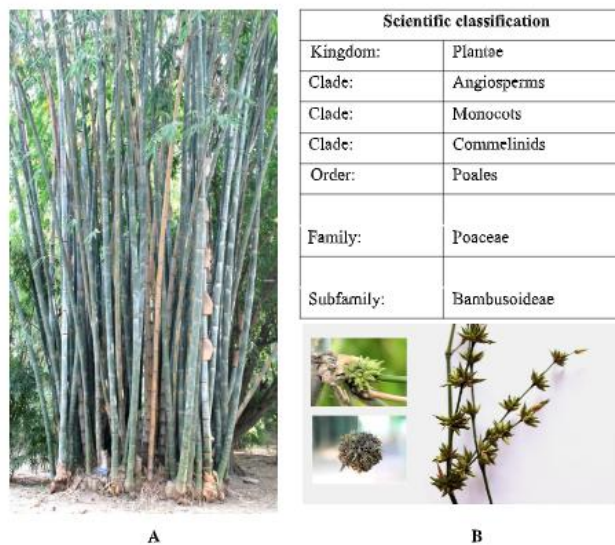 Scientific classification
Kingdom: Plantae
Clade: Angiosperms
Clade: Monocots
Clade: Commelinids
Order: Poales
Family: Poaceae
Subfamily: Bambusoideae
A
B